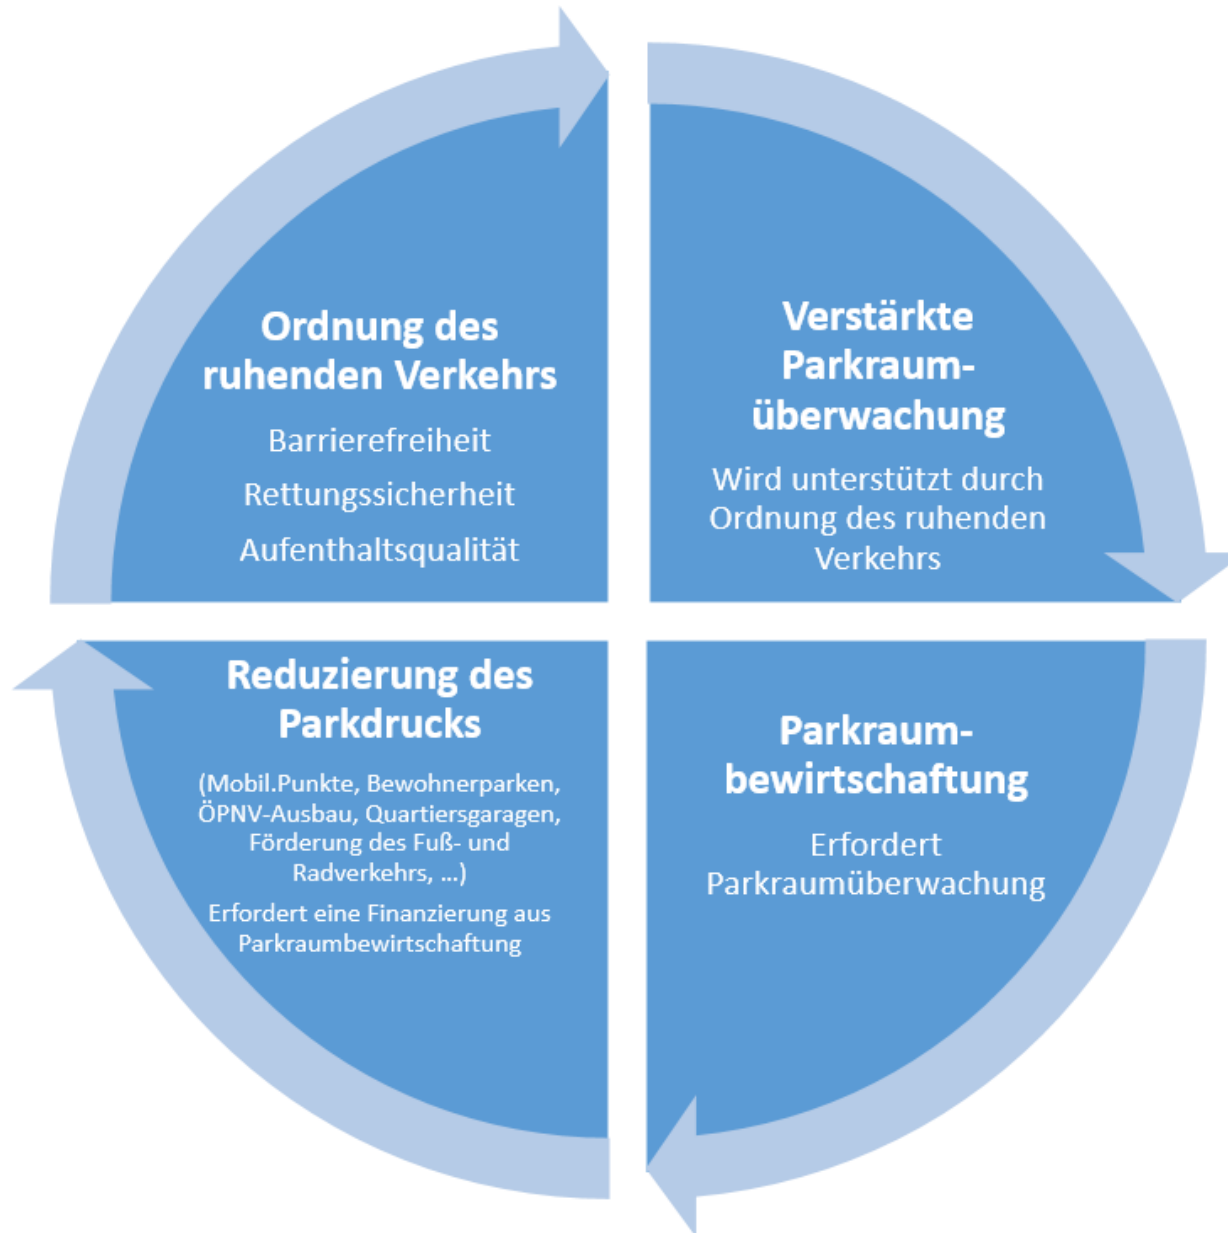 Ordnung des
ruhenden Verkehrs
Barrierefreiheit
Rettungssicherheit
Aufenthaltsqualität
Verstärkte
Parkraum-
überwachung
Wird unterstützt durch
Ordnung des ruhenden
Verkehrs
Reduzierung des
Parkdrucks
(Mobil.Punkte, Bewohnerparken,
ÖPNV-Ausbau, Quartiersgaragen,
Förderung des Fuß- und
Radverkehrs, ...)
Erfordert eine Finanzierung aus
Parkraumbewirtschaftung
Parkraum-
bewirtschaftung
Erfordert
Parkraumüberwachung